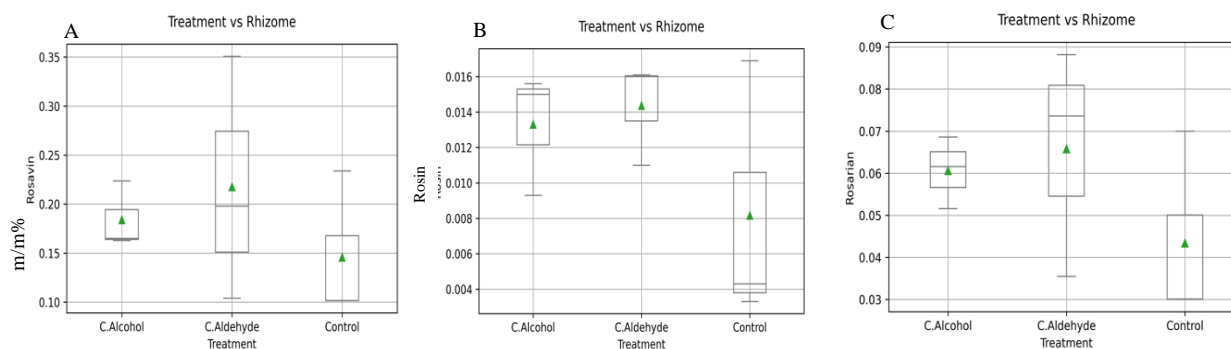 A
Treatment vs Rhizome
0.35
0.30
0.25
0.20
0.15
0.10
Rosavin
m/m%
C.Alcohol
C.Aldehyde
Control
Treatment
B
Treatment vs Rhizome
0.016
0.014
0.012
0.010
0.008
0.006
0.004
Rosin
Rosin
C.Alcohol
C.Aldehyde
Control
Treatment
C
Treatment vs Rhizome
0.09
0.08
0.07
0.06
0.05
0.04
0.03
Rosarian
C.Alcohol
C.Aldehyde
Control
Treatment